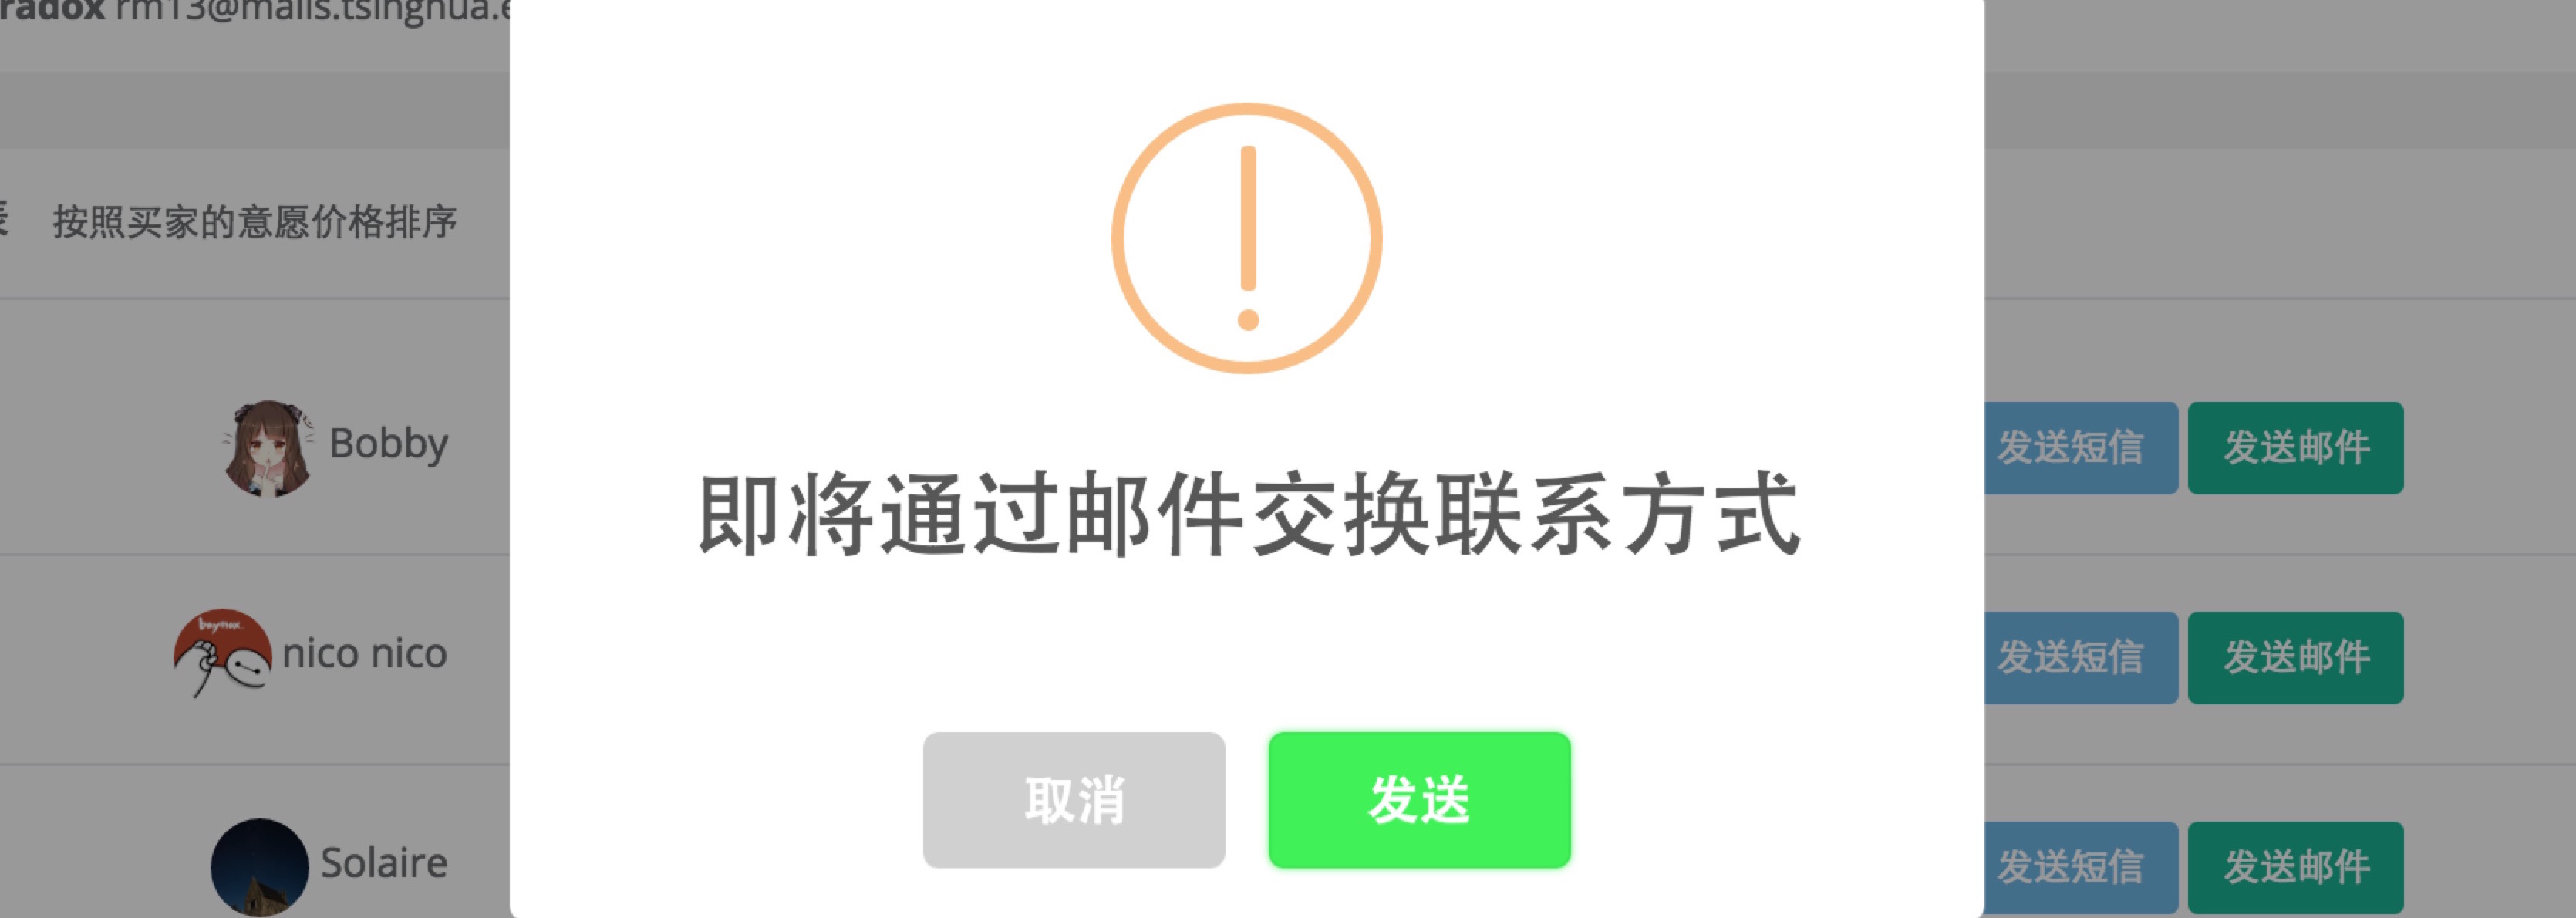 radox rm13@mails.tsinghua.e
按照买家的意愿价格排序
即将通过邮件交换联系方式
Bobby
发送短信 发送邮件
baymax.
nico nico
发送短信 发送邮件
取消 发送
Solaire
发送短信 发送邮件